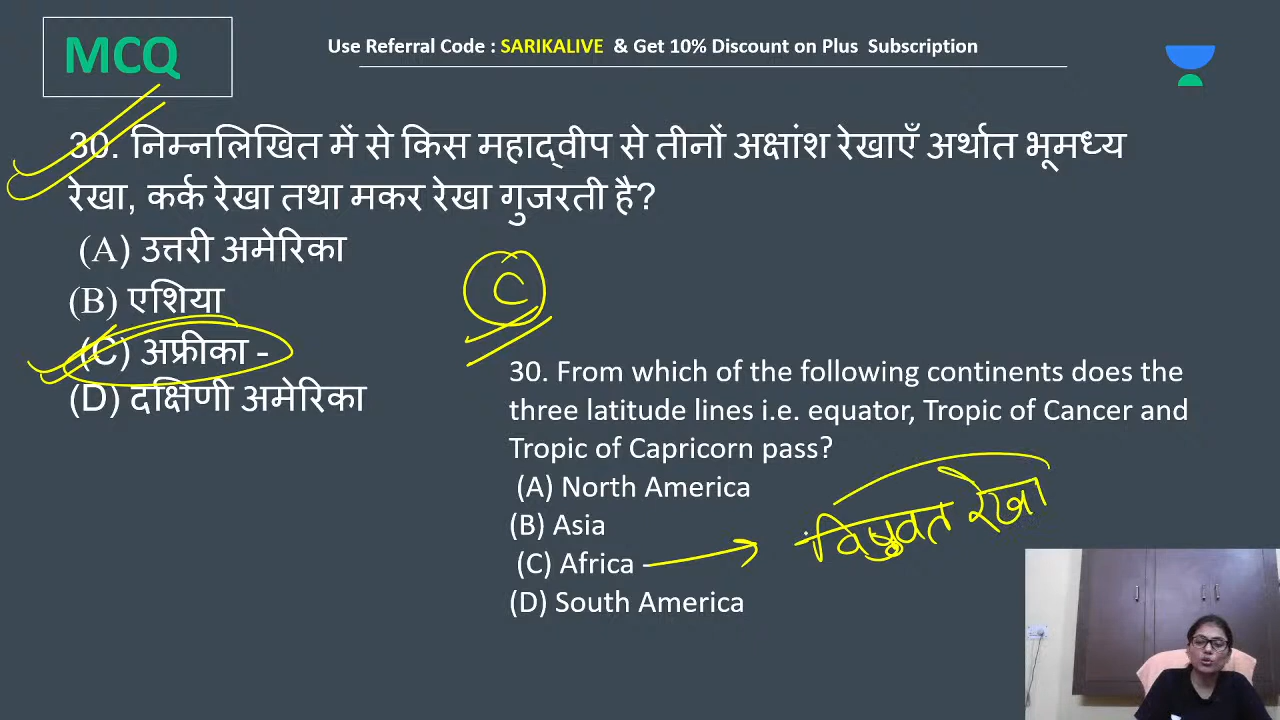 MCQ
Use Referral Code : SARIKALIVE & Get 10% Discount on Plus Subscription
30. निम्नलिखित में से किस महाद्वीप से तीनों अक्षांश रेखाएँ अर्थात भूमध्य
रेखा, कर्क रेखा तथा मकर रेखा गुजरती है?
(A) उत्तरी अमेरिका
(B) एशिया
(C) अफ्रीका -
(D) दक्षिणी अमेरिका
C
30. From which of the following continents does the
three latitude lines i.e. equator, Tropic of Cancer and
Tropic of Capricorn pass?
(A) North America
(B) Asia
(C) Africa -
(D) South America
विषुवत रेखा